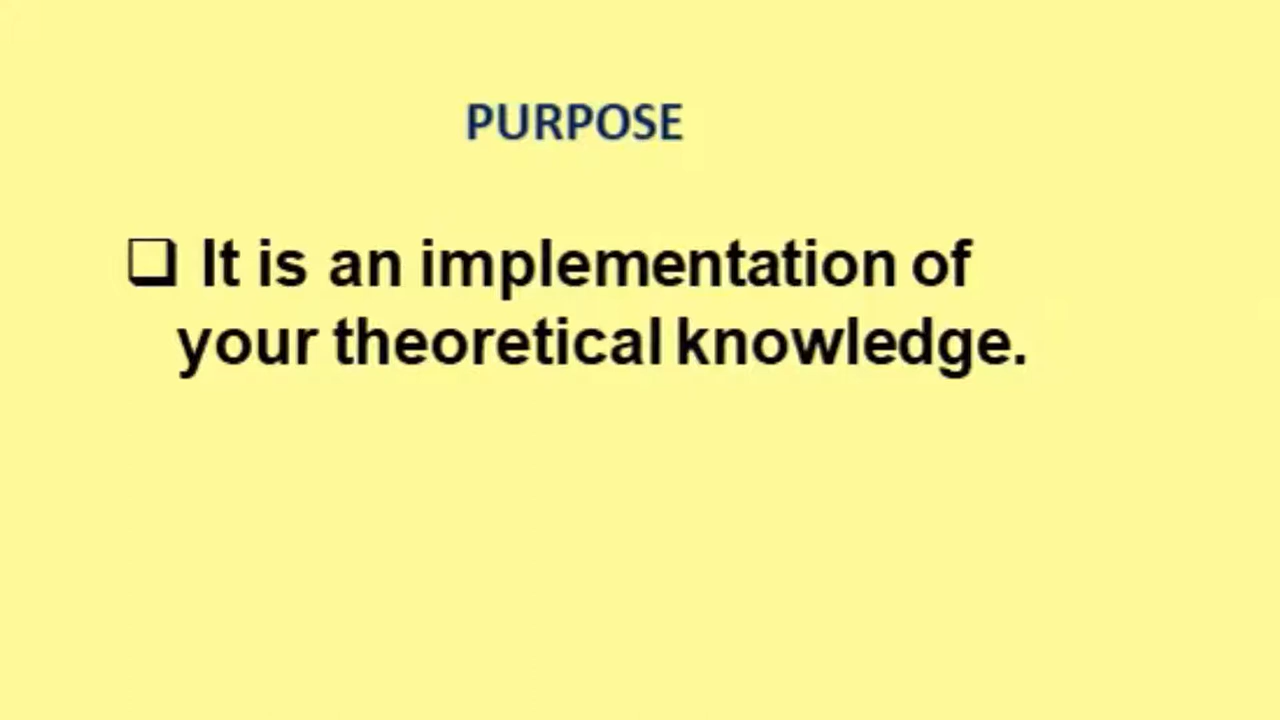 PURPOSE
❑ It is an implementation of
your theoretical knowledge.